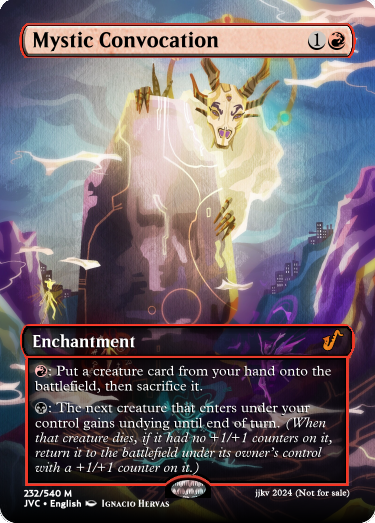 Mystic Convocation 1
Enchantment
: Put a creature card from your hand onto the
battlefield, then sacrifice it.
: The next creature that enters under your
control gains undying until end of turn. (When
that creature dies, if it had no +1/+1 counters on it,
return it to the battlefield under its owner's control
with a +1/+1 counter on it.)
232/540 M
jjkv 2024 (Not for sale)
JVC • English Ignacio Hervas